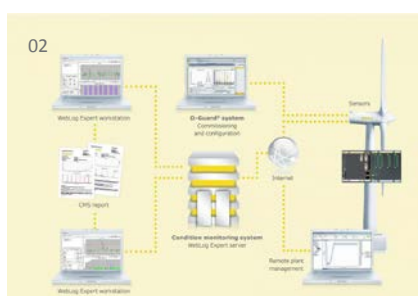 02
WebLog Expert workstation
Ω-Guard® system
Commissioning
and configuration
Sensors
Internet
CMS report
Condition monitoring system
WebLog Expert server
Remote plant
management
WebLog Expert workstation